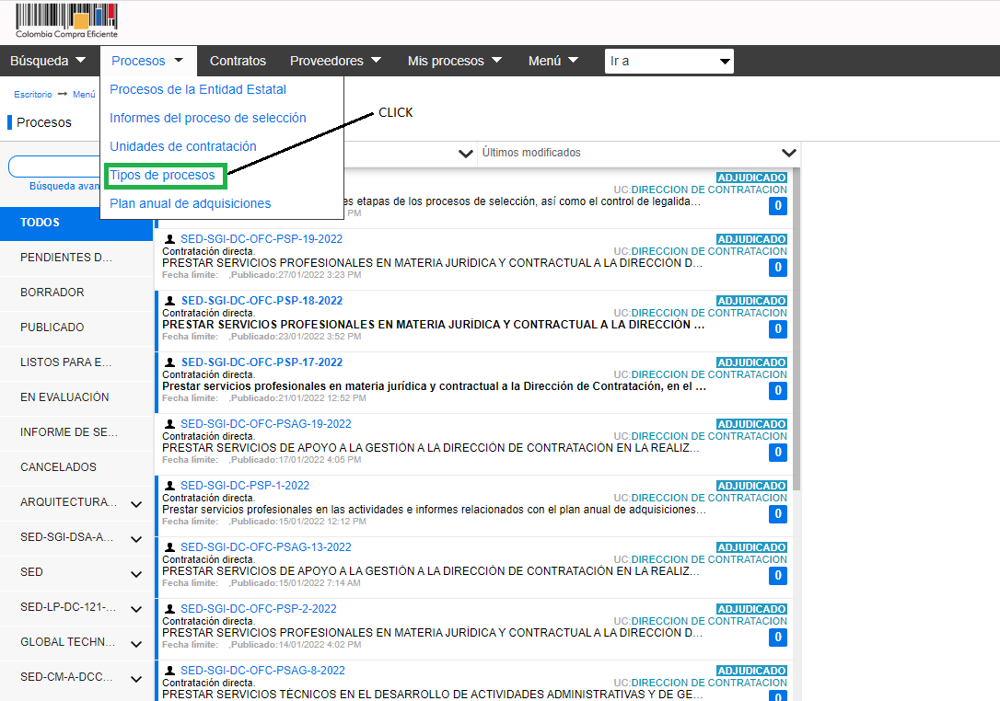 Colombia Compra Eficiente
Búsqueda Procesos Contratos Proveedores Mis procesos Menú Ir a
Escritorio → Menú
Procesos
Procesos de la Entidad Estatal
Informes del proceso de selección
Unidades de contratación
Tipos de procesos
Plan anual de adquisiciones
CLICK
Últimos modificados
Búsqueda avan
TODOS
PENDIENTES D...
BORRADOR
PUBLICADO
LISTOS PARA E...
EN EVALUACIÓN
INFORME DE SE...
CANCELADOS
ARQUITECTURA...
SED-SGI-DSA-A...
SED
SED-LP-DC-121-...
GLOBAL TECHN...
SED-CM-A-DCC...
ADJUDICADO
UC:DIRECCION DE CONTRATACION
es etapas de los procesos de selección, así como el control de legalida...
0
PM
SED-SGI-DC-OFC-PSP-19-2022
ADJUDICADO
Contratación directa.
UC:DIRECCION DE CONTRATACION
PRESTAR SERVICIOS PROFESIONALES EN MATERIA JURÍDICA Y CONTRACTUAL A LA DIRECCIÓN D...
0
Fecha límite: ,Publicado:27/01/2022 3:23 PM
SED-SGI-DC-OFC-PSP-18-2022
ADJUDICADO
Contratación directa.
UC:DIRECCION DE CONTRATACION
PRESTAR SERVICIOS PROFESIONALES EN MATERIA JURÍDICA Y CONTRACTUAL A LA DIRECCIÓN ...
0
Fecha límite: ,Publicado:23/01/2022 3:52 PM
SED-SGI-DC-OFC-PSP-17-2022
ADJUDICADO
Contratación directa.
UC:DIRECCION DE CONTRATACION
Prestar servicios profesionales en materia jurídica y contractual a la Dirección de Contratación, en el ...
0
Fecha límite: ,Publicado:21/01/2022 12:52 PM
SED-SGI-DC-OFC-PSAG-19-2022
ADJUDICADO
Contratación directa.
UC:DIRECCION DE CONTRATACION
PRESTAR SERVICIOS DE APOYO A LA GESTIÓN A LA DIRECCIÓN DE CONTRATACIÓN EN LA REALIZ...
0
Fecha límite: ,Publicado:17/01/2022 4:05 PM
SED-SGI-DC-PSP-1-2022
ADJUDICADO
Contratación directa.
UC:DIRECCION DE CONTRATACION
Prestar servicios profesionales en las actividades e informes relacionados con el plan anual de adquisiciones...
0
Fecha límite: ,Publicado:15/01/2022 12:12 PM
SED-SGI-DC-OFC-PSAG-13-2022
ADJUDICADO
Contratación directa.
UC:DIRECCION DE CONTRATACION
PRESTAR SERVICIOS DE APOYO A LA GESTIÓN A LA DIRECCIÓN DE CONTRATACIÓN EN LA REALIZ...
0
Fecha límite: ,Publicado:15/01/2022 7:14 AM
SED-SGI-DC-OFC-PSP-2-2022
ADJUDICADO
Contratación directa.
UC:DIRECCION DE CONTRATACION
PRESTAR SERVICIOS PROFESIONALES EN MATERIA JURÍDICA Y CONTRACTUAL A LA DIRECCIÓN D...
0
Fecha límite: ,Publicado:14/01/2022 4:02 PM
SED-SGI-DC-OFC-PSAG-8-2022
ADJUDICADO
Contratación directa.
UC:DIRECCION DE CONTRATACION
PRESTAR SERVICIOS TÉCNICOS EN EL DESARROLLO DE ACTIVIDADES ADMINISTRATIVAS Y DE GE...
0